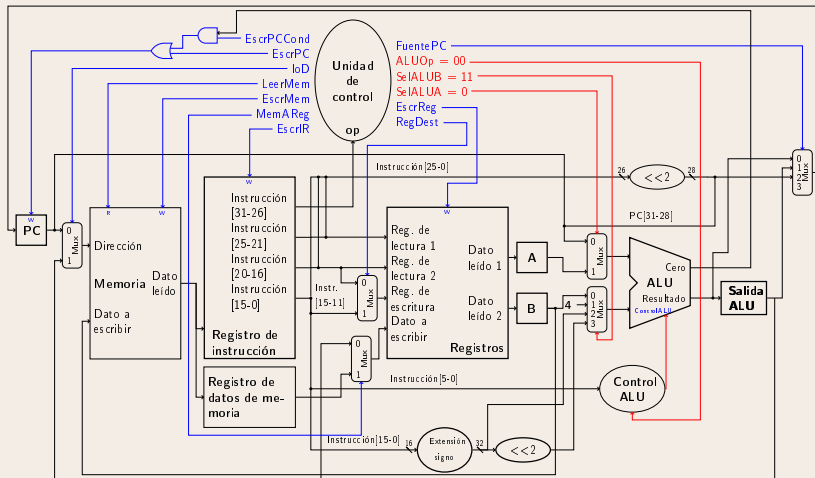 EscrPCCond
EscrPC
IoD
LeerMem
EscrMem
MemAReg
EscrIR
Unidad
de
control
op
FuentePC
ALUOp = 00
SelALUB = 11
SelALUA = 0
EscrReg
RegDest
Instrucción[25-0]
26
<<2
28
0
1
2
3
Mux
PC[31-28]
W
PC
0
1
Mux
R
W
Dirección
Memoria
Dato
leído
Dato a
escribir
W
Instrucción
[31-26]
Instrucción
[25-21]
Instrucción
[20-16]
Instrucción
[15-0]
Registro de
instrucción
Registro de
datos de me-
moria
Instr.
[15-11]
0
1
Mux
0
1
Mux
W
Reg. de
lectura 1
Reg. de
lectura 2
Reg. de
escritura
Dato a
escribir
Dato
leído 1
Dato
leído 2
Registros
A
B
4
0
1
Mux
0
1
2
3
Mux
Cero
ALU
Resultado
ControlALU
Salida
ALU
Instrucción[5-0]
Control
ALU
Instrucción[15-0]
16
Extensión
signo
32
<<2